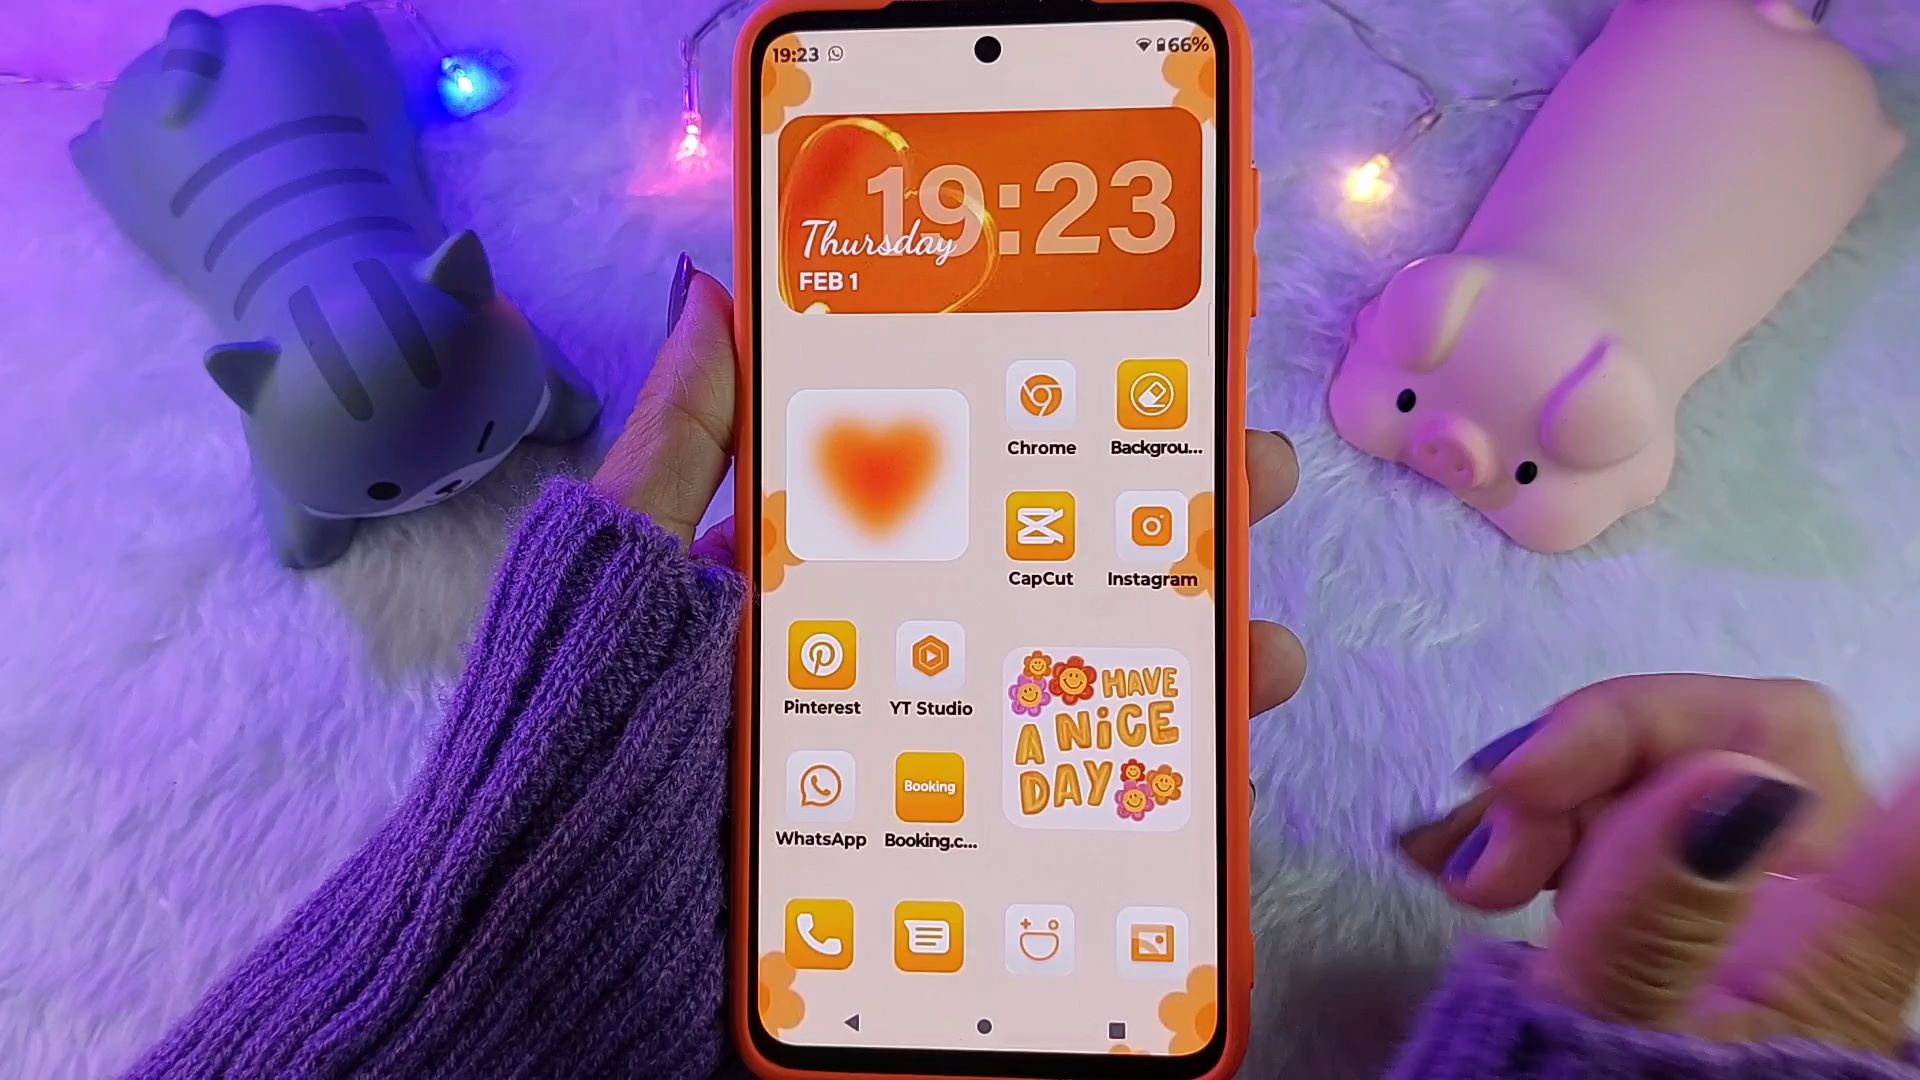 19:23
66%
19:23
Thursday
FEB 1
Chrome
Backgrou...
CapCut
Instagram
Pinterest
YT Studio
HAVE
A NiCE
DAY
WhatsApp
Booking
Booking.c...